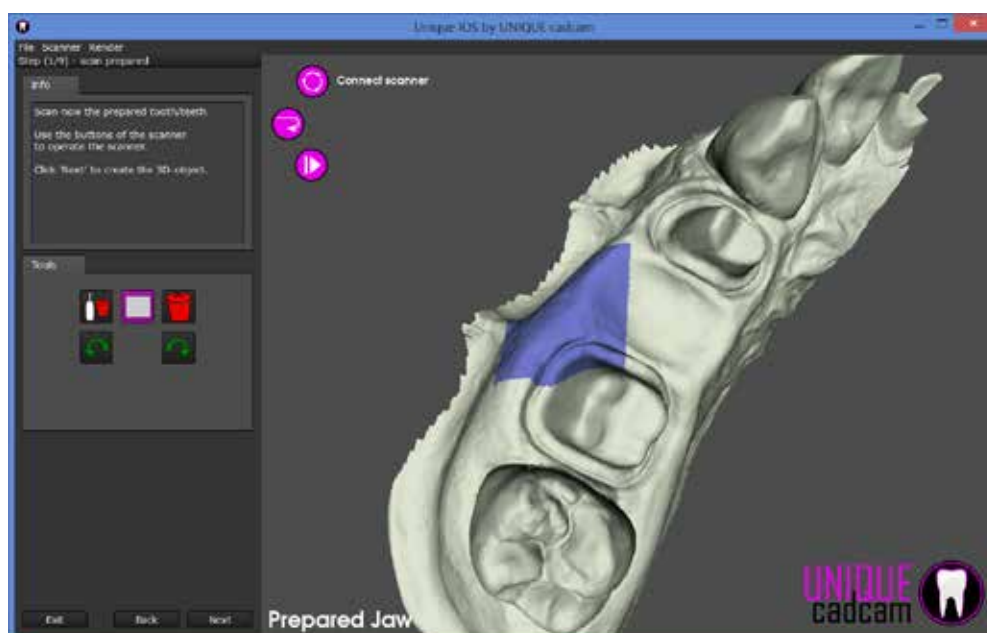 Unique IOS by UNIQUE cadcam
File Scanner Render
Step (1/9) - scan prepared
Info
Scan now the prepared tooth/teeth
Use the buttons of the scanner
to operate the scanner.
Click 'Next' to create the 3D-object.
Tools
Connect scanner
Exit Back Next
Prepared Jaw
UNIQUE
cadcam